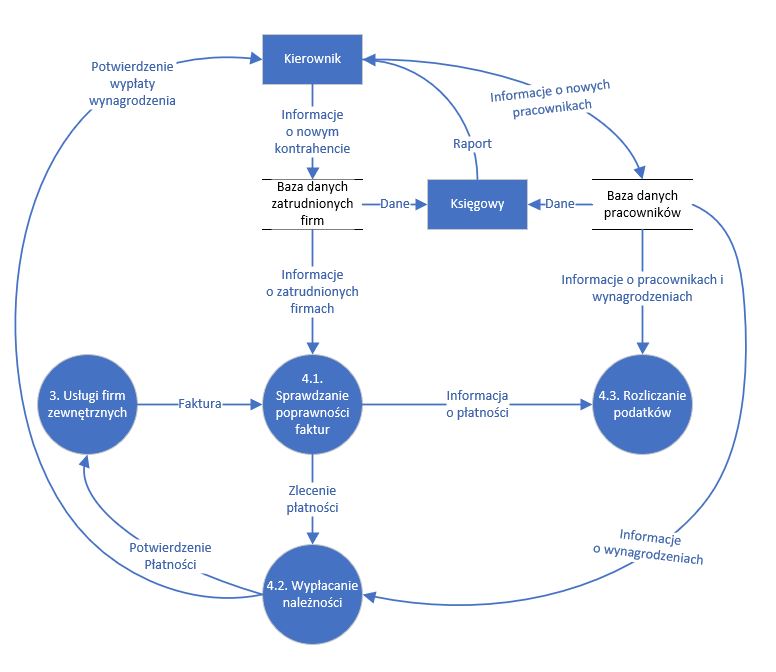 Kierownik
Potwierdzenie
wypłaty
wynagrodzenia
Informacje o nowych
pracownikach
Informacje
o nowym
kontrahencie
Raport
Baza danych
zatrudnionych
firm
Dane
Księgowy
Dane
Baza danych
pracowników
Informacje
o zatrudnionych
firmach
Informacje o pracownikach i
wynagrodzeniach
3. Usługi firm
zewnętrznych
Faktura
4.1.
Sprawdzanie
poprawności
faktur
Informacja
o płatności
4.3. Rozliczanie
podatków
Zlecenie
płatności
Potwierdzenie
Płatności
Informacje
o wynagrodzeniach
4.2. Wypłacanie
należności